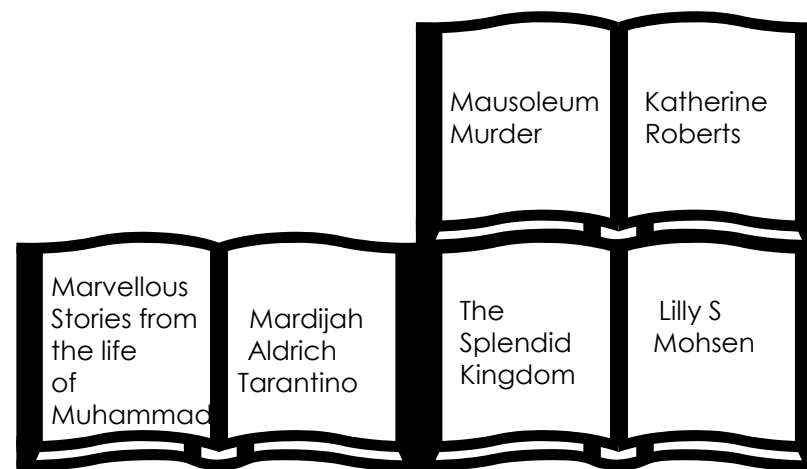 Mausoleum
Murder
Katherine
Roberts
Marvellous
Stories from
the life
of
Muhammad
Mardijah
Aldrich
Tarantino
The
Splendid
Kingdom
Lilly S
Mohsen